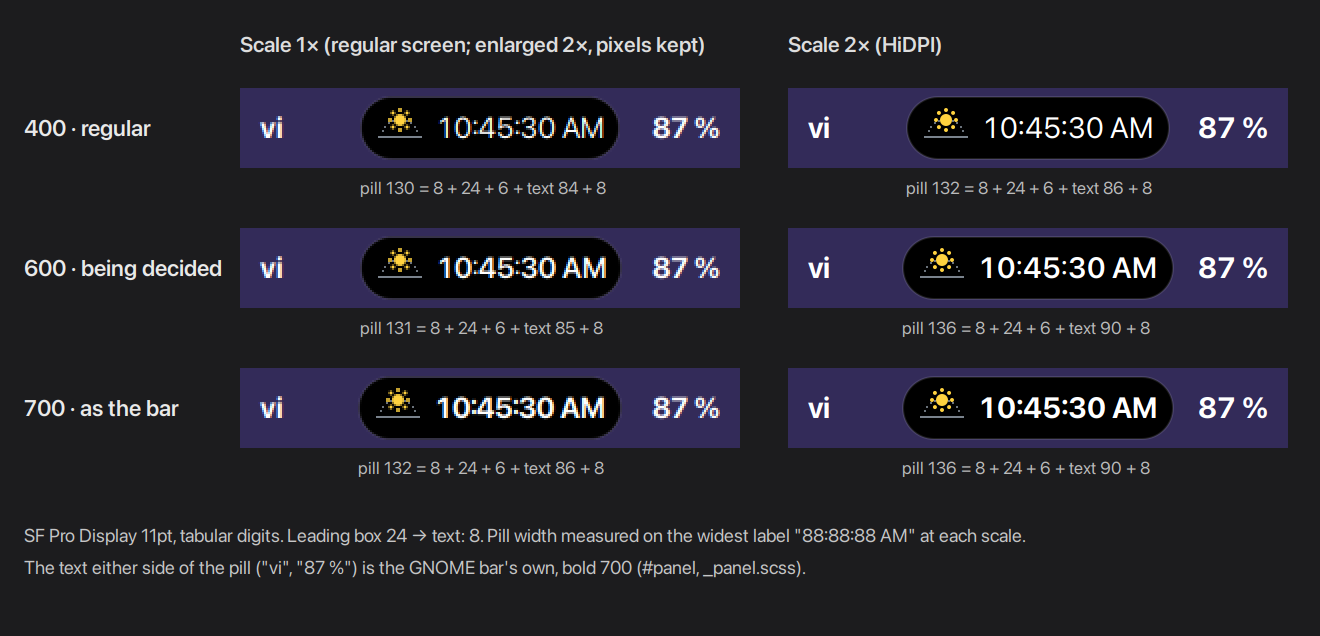 Scale 1× (regular screen; enlarged 2×, pixels kept)
Scale 2× (HiDPI)
400 · regular
vi 10:45:30 AM 87 %
vi 10:45:30 AM 87 %
pill 130 = 8 + 24 + 6 + text 84 + 8
pill 132 = 8 + 24 + 6 + text 86 + 8
600 · being decided
vi 10:45:30 AM 87 %
vi 10:45:30 AM 87 %
pill 131 = 8 + 24 + 6 + text 85 + 8
pill 136 = 8 + 24 + 6 + text 90 + 8
700 · as the bar
vi 10:45:30 AM 87 %
vi 10:45:30 AM 87 %
pill 132 = 8 + 24 + 6 + text 86 + 8
pill 136 = 8 + 24 + 6 + text 90 + 8
SF Pro Display 11pt, tabular digits. Leading box 24 → text: 8. Pill width measured on the widest label "88:88:88 AM" at each scale.
The text either side of the pill ("vi", "87 %") is the GNOME bar's own, bold 700 (#panel, _panel.scss).